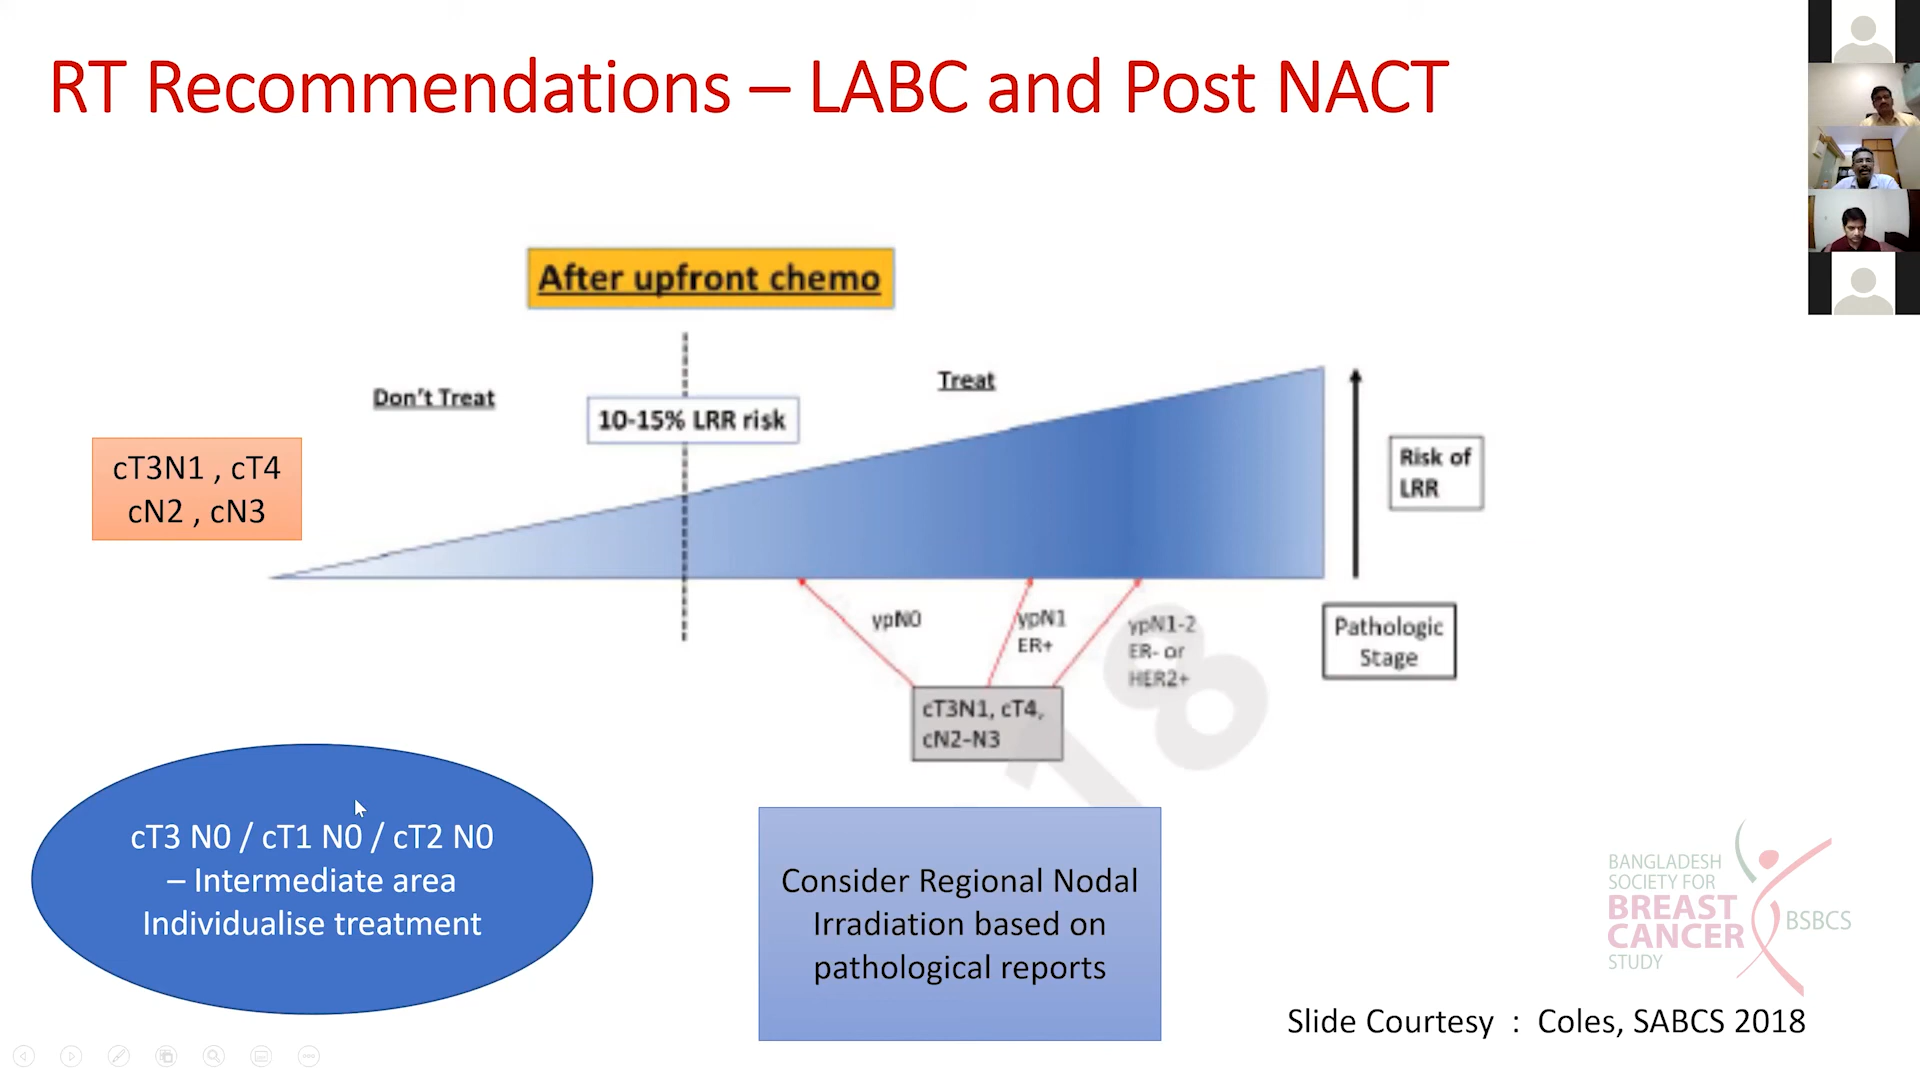 RT Recommendations – LABC and Post NACT
After upfront chemo
Don't Treat
Treat
10-15% LRR risk
cT3N1 , cT4
cN2 , cN3
Risk of
LRR
ypN0
ypN1
ER+
ypN1-2
ER- or
HER2+
Pathologic
Stage
cT3N1, cT4,
cN2-N3
18
cT3 N0 / cT1 N0 / cT2 N0
– Intermediate area
Individualise treatment
Consider Regional Nodal
Irradiation based on
pathological reports
BANGLADESH
SOCIETY FOR
BREAST
CANCER
STUDY
BSBCS
Slide Courtesy : Coles, SABCS 2018